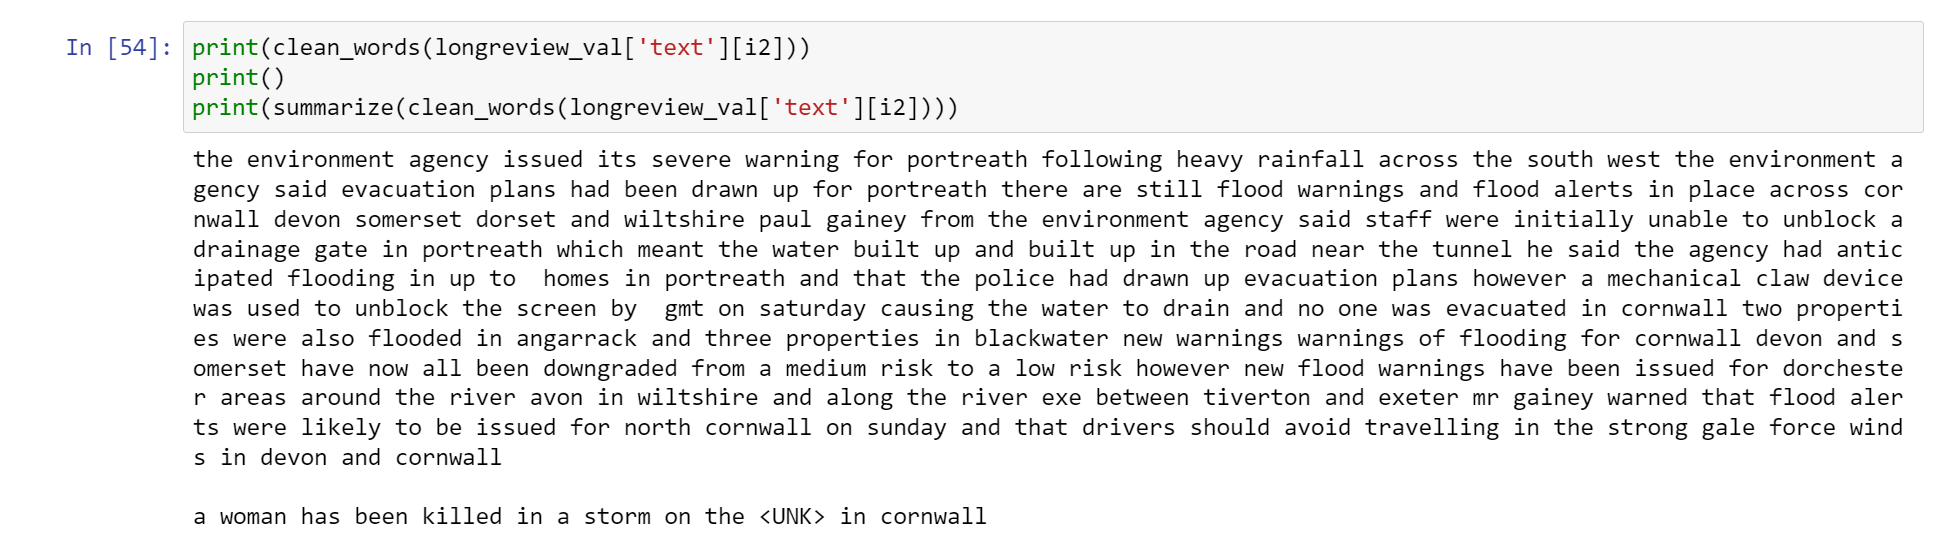 In [54]: print(clean_words(longreview_val['text'][i2]))
print()
print(summarize(clean_words(longreview_val['text'][i2])))
the environment agency issued its severe warning for portreath following heavy rainfall across the south west the environment a
gency said evacuation plans had been drawn up for portreath there are still flood warnings and flood alerts in place across cor
nwall devon somerset dorset and wiltshire paul gainey from the environment agency said staff were initially unable to unblock a
drainage gate in portreath which meant the water built up and built up in the road near the tunnel he said the agency had antic
ipated flooding in up to  homes in portreath and that the police had drawn up evacuation plans however a mechanical claw device
was used to unblock the screen by  gmt on saturday causing the water to drain and no one was evacuated in cornwall two properti
es were also flooded in angarrack and three properties in blackwater new warnings warnings of flooding for cornwall devon and s
omerset have now all been downgraded from a medium risk to a low risk however new flood warnings have been issued for dorcheste
r areas around the river avon in wiltshire and along the river exe between tiverton and exeter mr gainey warned that flood aler
ts were likely to be issued for north cornwall on sunday and that drivers should avoid travelling in the strong gale force wind
s in devon and cornwall
a woman has been killed in a storm on the <UNK> in cornwall